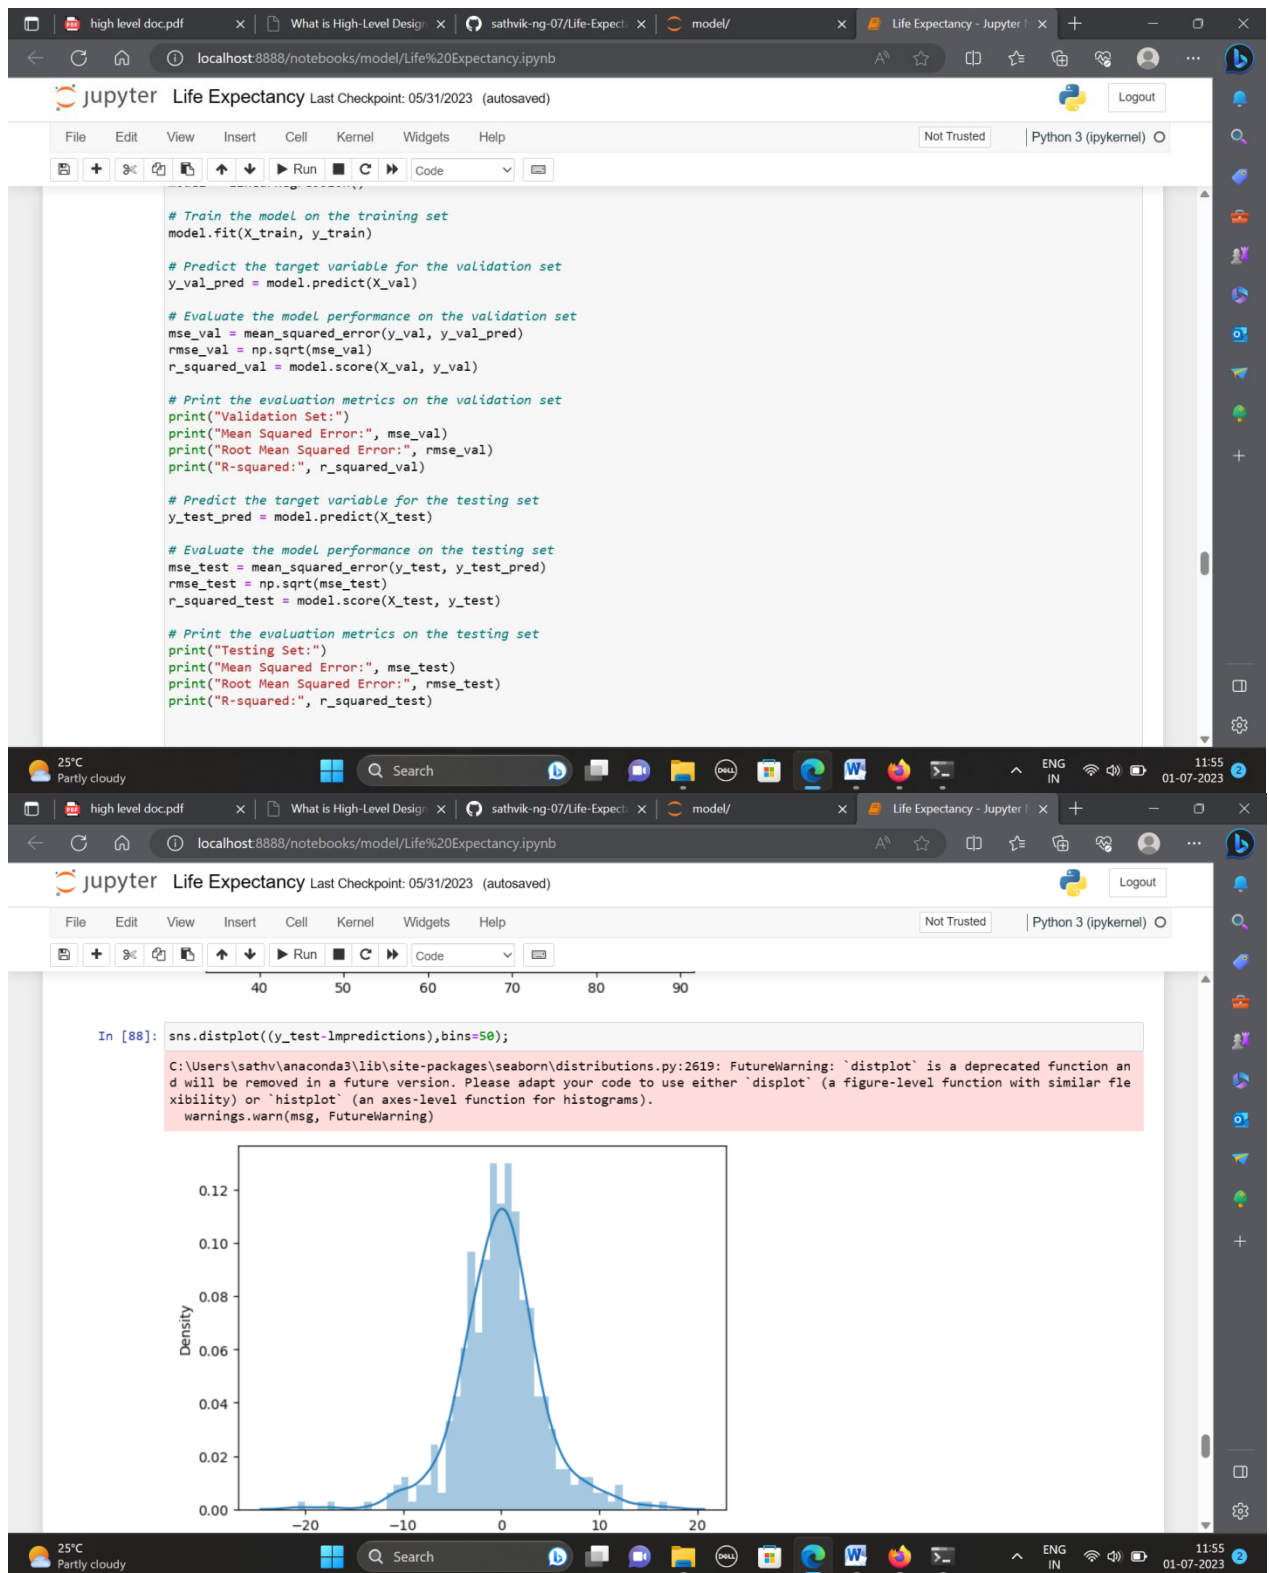 high level doc.pdf
What is High-Level Design
sathvik-ng-07/Life-Expect
model/
Life Expectancy - Jupyter
localhost:8888/notebooks/model/Life%20Expectancy.ipynb
jupyter Life Expectancy Last Checkpoint: 05/31/2023 (autosaved)
Logout
File Edit View Insert Cell Kernel Widgets Help
Not Trusted
Python 3 (ipykernel)
Run
Code
# Train the model on the training set
model.fit(X_train, y_train)
# Predict the target variable for the validation set
y_val_pred = model.predict(X_val)
# Evaluate the model performance on the validation set
mse_val = mean_squared_error(y_val, y_val_pred)
rmse_val = np.sqrt(mse_val)
r_squared_val = model.score(X_val, y_val)
# Print the evaluation metrics on the validation set
print("Validation Set:")
print("Mean Squared Error:", mse_val)
print("Root Mean Squared Error:", rmse_val)
print("R-squared:", r_squared_val)
# Predict the target variable for the testing set
y_test_pred = model.predict(X_test)
# Evaluate the model performance on the testing set
mse_test = mean_squared_error(y_test, y_test_pred)
rmse_test = np.sqrt(mse_test)
r_squared_test = model.score(X_test, y_test)
# Print the evaluation metrics on the testing set
print("Testing Set:")
print("Mean Squared Error:", mse_test)
print("Root Mean Squared Error:", rmse_test)
print("R-squared:", r_squared_test)
25°C
Partly cloudy
Search
DELL
ENG
IN
11:55
01-07-2023
2
high level doc.pdf
What is High-Level Design
sathvik-ng-07/Life-Expect
model/
Life Expectancy - Jupyter
localhost:8888/notebooks/model/Life%20Expectancy.ipynb
jupyter Life Expectancy Last Checkpoint: 05/31/2023 (autosaved)
Logout
File Edit View Insert Cell Kernel Widgets Help
Not Trusted
Python 3 (ipykernel)
Run
Code
40 50 60 70 80 90
In [88]: sns.distplot((y_test-lmpredictions),bins=50);
C:\Users\sathv\anaconda3\lib\site-packages\seaborn\distributions.py:2619: FutureWarning: `distplot` is a deprecated function an
d will be removed in a future version. Please adapt your code to use either `displot` (a figure-level function with similar fle
xibility) or `histplot` (an axes-level function for histograms).
warnings.warn(msg, FutureWarning)
0.12
0.10
0.08
0.06
0.04
0.02
0.00
Density
−20 −10 0 10 20
25°C
Partly cloudy
Search
DELL
ENG
IN
11:55
01-07-2023
2